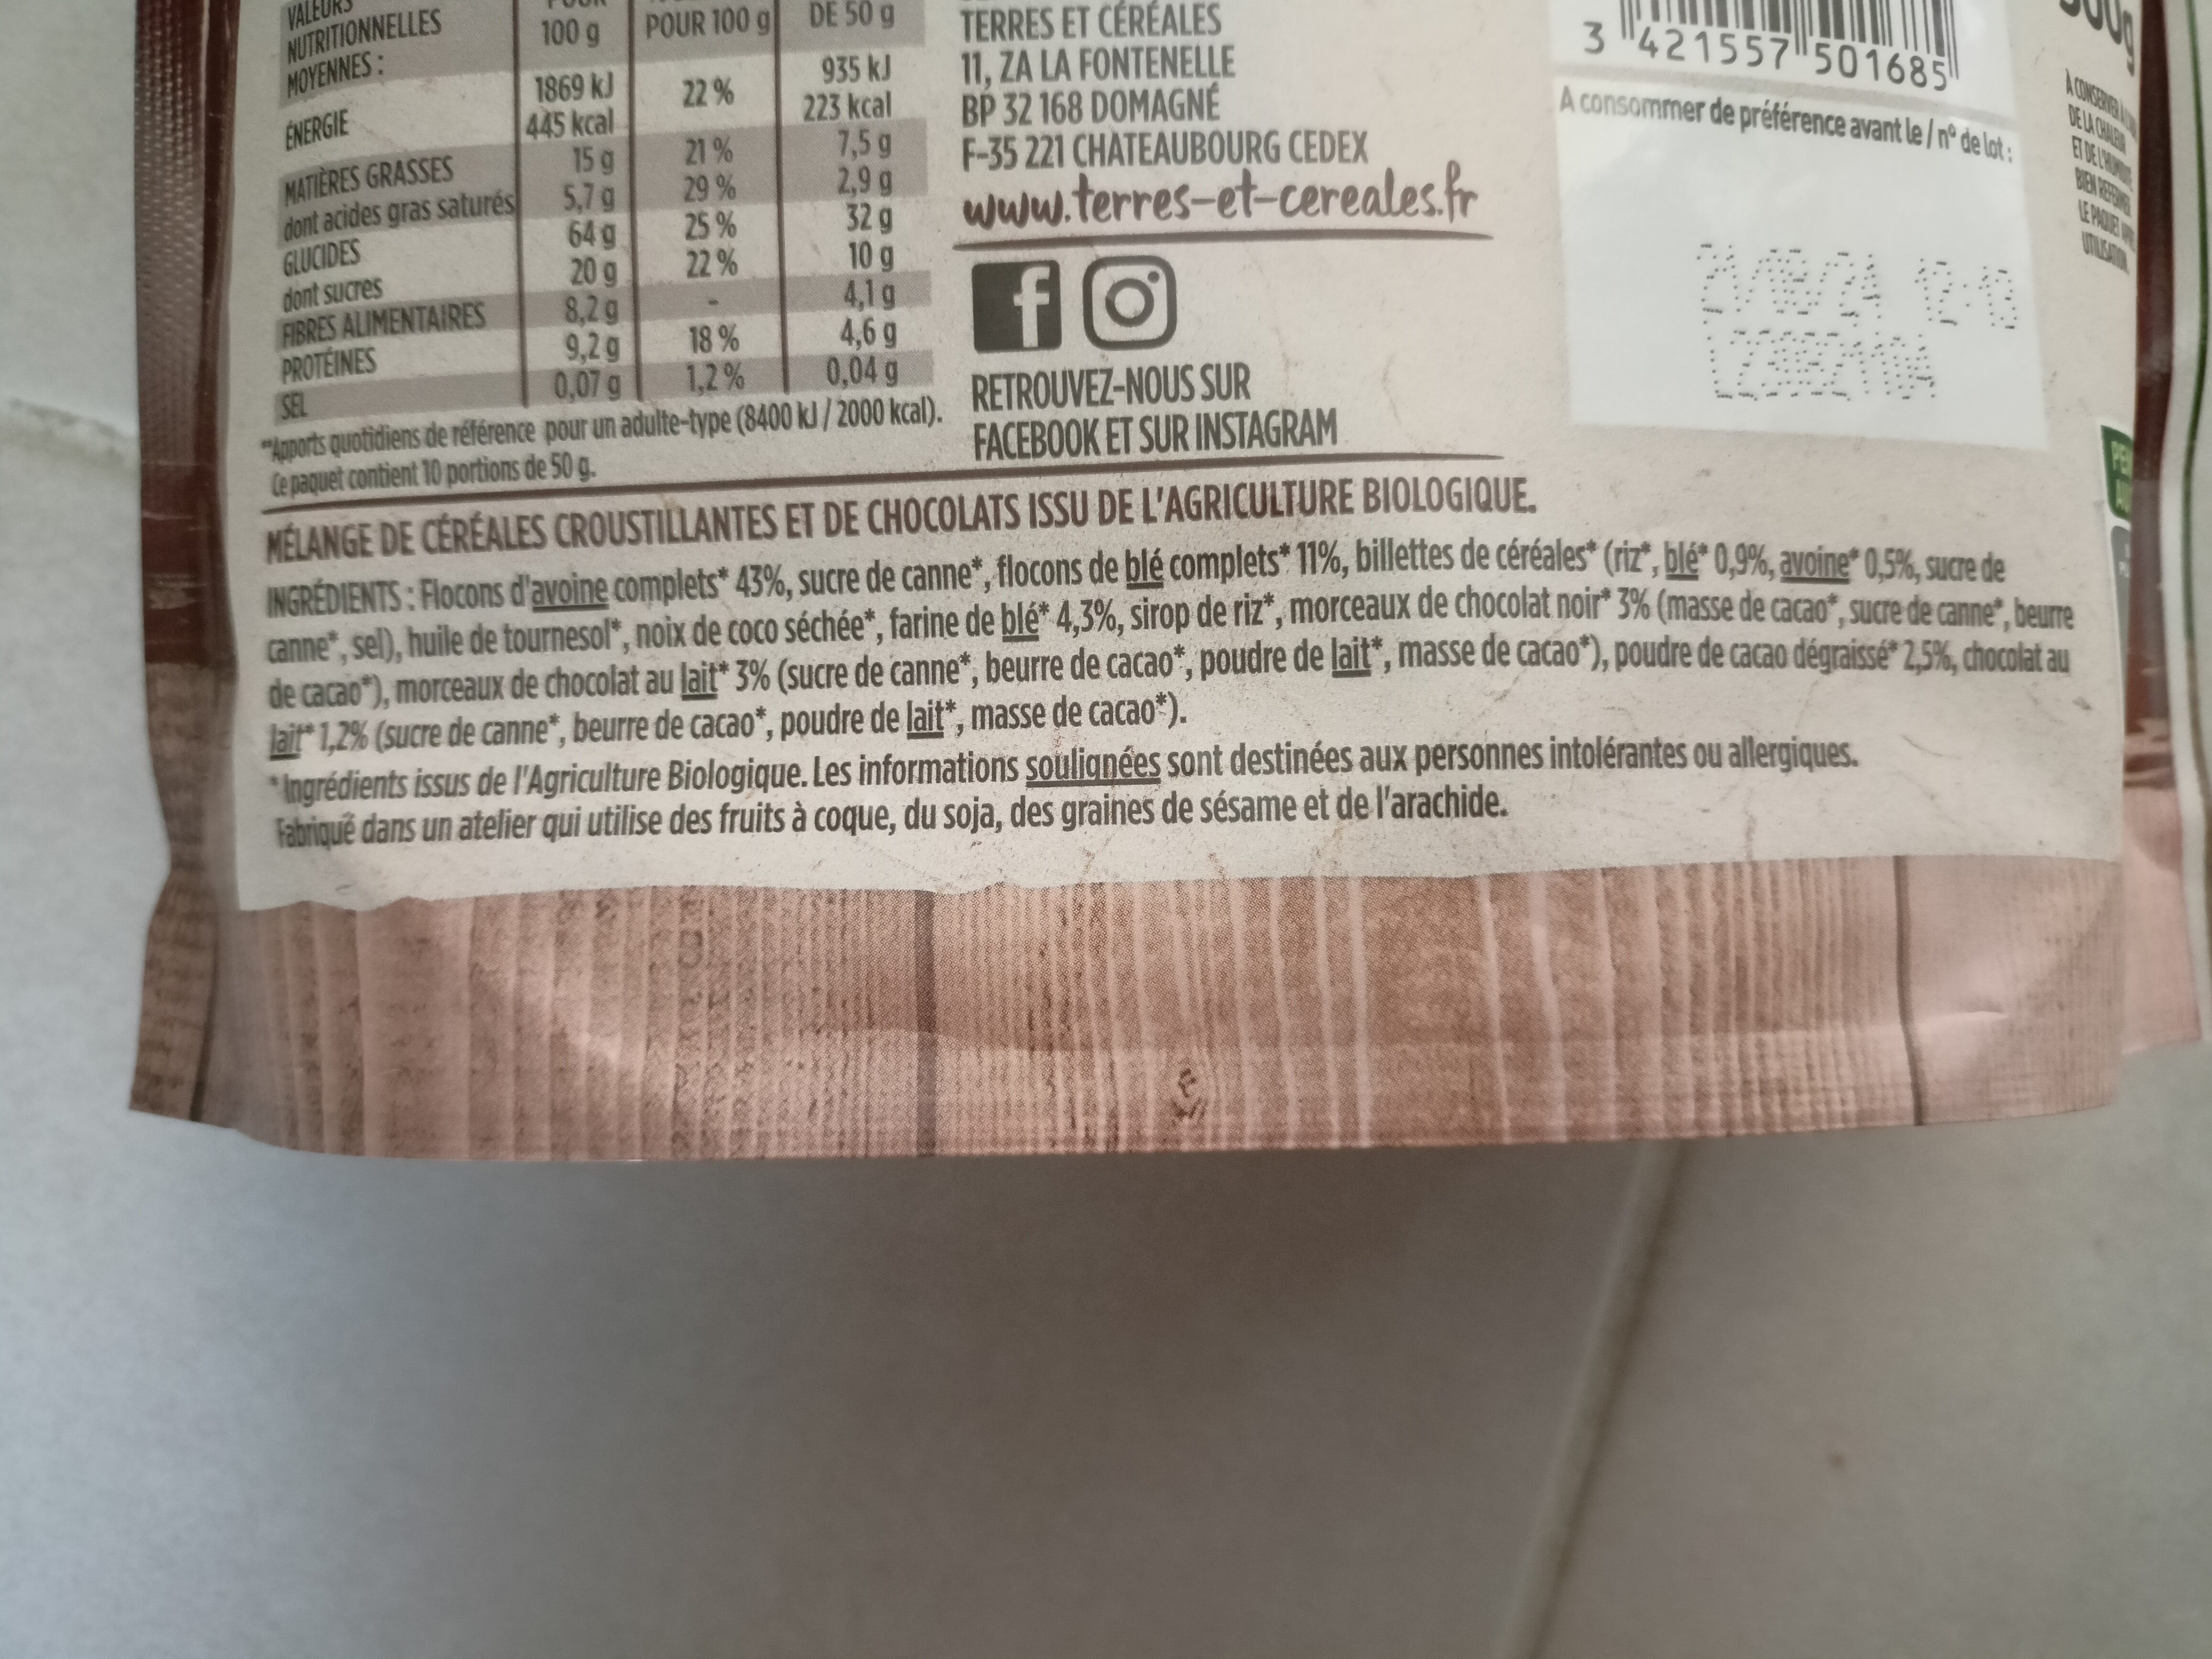 VALEURS
NUTRITIONNELLES
MOYENNES :
100 g
POUR 100 g
DE 50 g
ÉNERGIE
1869 kJ
445 kcal
22 %
935 kJ
223 kcal
MATIÈRES GRASSES 15 g 21 % 7,5 g
dont acides gras saturés 5,7 g 29 % 2,9 g
GLUCIDES 64 g 25 % 32 g
dont sucres 20 g 22 % 10 g
FIBRES ALIMENTAIRES 8,2 g - 4,1 g
PROTÉINES 9,2 g 18 % 4,6 g
SEL 0,07 g 1,2 % 0,04 g
**Apports quotidiens de référence pour un adulte-type (8400 kJ / 2000 kcal).
Ce paquet contient 10 portions de 50 g.
TERRES ET CÉRÉALES
11, ZA LA FONTENELLE
BP 32 168 DOMAGNÉ
F-35 221 CHATEAUBOURG CEDEX
www.terres-et-cereales.fr
RETROUVEZ-NOUS SUR
FACEBOOK ET SUR INSTAGRAM
3 421557 501685
A consommer de préférence avant le / n° de lot :
DE LA CHALEUR
ET DE L'HUMIDITÉ
BIEN REFERMER
LE PAQUET
UTILISATION
MÉLANGE DE CÉRÉALES CROUSTILLANTES ET DE CHOCOLATS ISSU DE L'AGRICULTURE BIOLOGIQUE.
INGRÉDIENTS : Flocons d'avoine complets* 43%, sucre de canne*, flocons de blé complets* 11%, billettes de céréales* (riz*, blé* 0,9%, avoine* 0,5%, sucre de
canne*, sel), huile de tournesol*, noix de coco séchée*, farine de blé* 4,3%, sirop de riz*, morceaux de chocolat noir* 3% (masse de cacao*, sucre de canne*, beurre
de cacao*), morceaux de chocolat au lait* 3% (sucre de canne*, beurre de cacao*, poudre de lait*, masse de cacao*), poudre de cacao dégraissé* 2,5%, chocolat au
lait* 1,2% (sucre de canne*, beurre de cacao*, poudre de lait*, masse de cacao*).
*Ingrédients issus de l'Agriculture Biologique. Les informations soulignées sont destinées aux personnes intolérantes ou allergiques.
Fabriqué dans un atelier qui utilise des fruits à coque, du soja, des graines de sésame et de l'arachide.